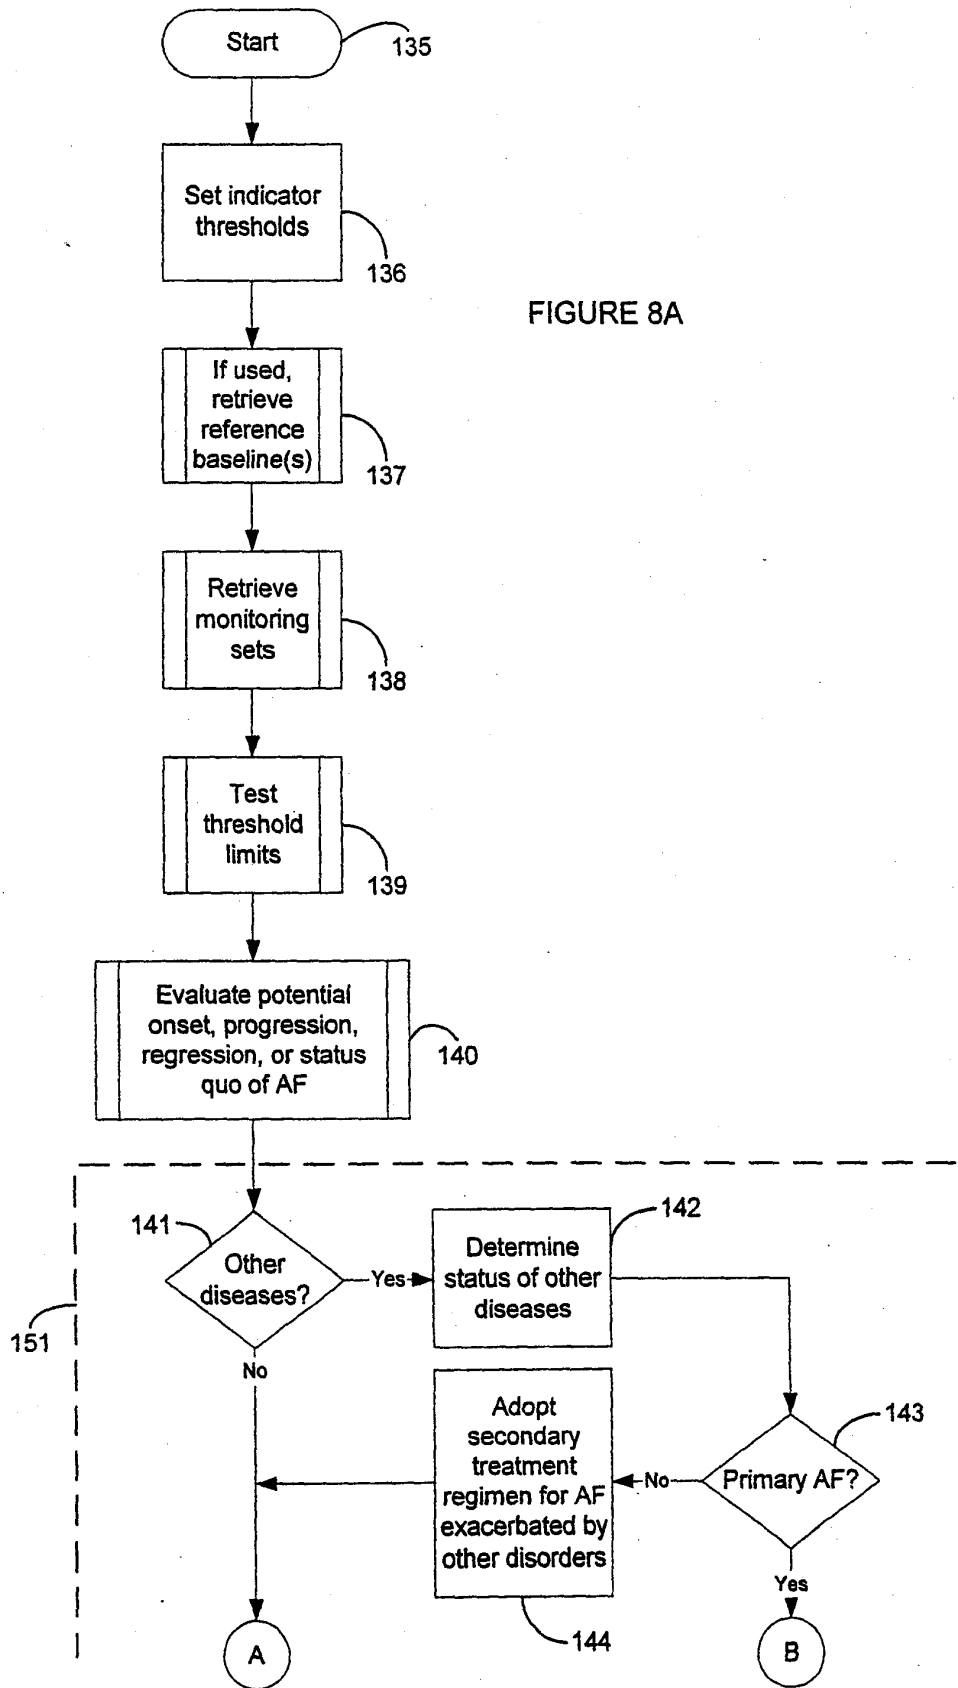 Start
135
Set indicator
thresholds
136
FIGURE 8A
If used,
retrieve
reference
baseline(s)
137
Retrieve
monitoring
sets
138
Test
threshold
limits
139
Evaluate potential
onset, progression,
regression, or status
quo of AF
140
141
Other
diseases?
Yes
142
Determine
status of other
diseases
151
No
143
Primary AF?
No
Adopt
secondary
treatment
regimen for AF
exacerbated by
other disorders
144
Yes
A
B